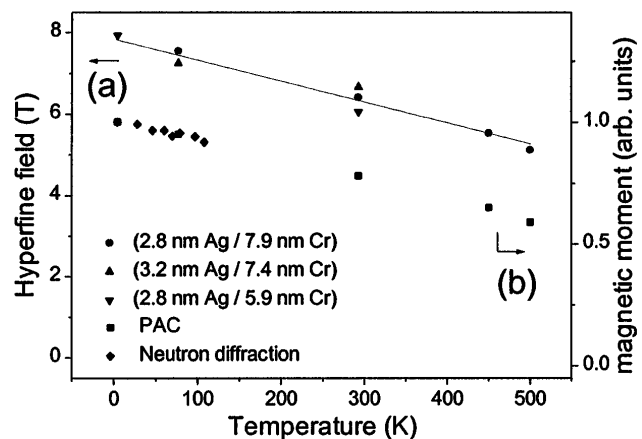 8
6
4
2
0
Hyperfine field (T)
(a)
(2.8 nm Ag / 7.9 nm Cr)
(3.2 nm Ag / 7.4 nm Cr)
(2.8 nm Ag / 5.9 nm Cr)
PAC
Neutron diffraction
(b)
1.0
0.5
0.0
magnetic moment (arb. units)
0 100 200 300 400 500
Temperature (K)